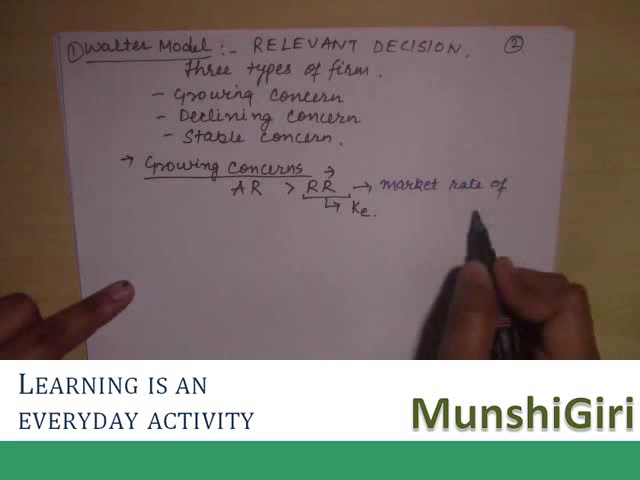 ① Walter Model :- RELEVANT DECISION. ②
Three types of firm.
- Growing concern
- Declining concern
- Stable concern.
→ Growing concerns →
AR > RR → market rate of
↳ Ke.
LEARNING IS AN
EVERYDAY ACTIVITY
MunshiGiri